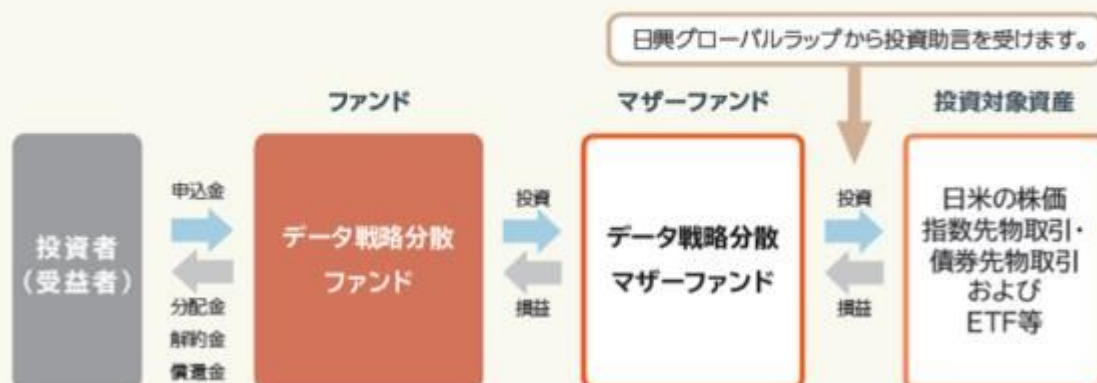 日興グローバルラップから投資助言を受けます。
ファンド
マザーファンド
投資対象資産
投資者
(受益者)
申込金
分配金
解約金
償還金
データ戦略分散
ファンド
投資
損益
データ戦略分散
マザーファンド
投資
損益
日米の株価
指数先物取引・
債券先物取引
および
ETF等